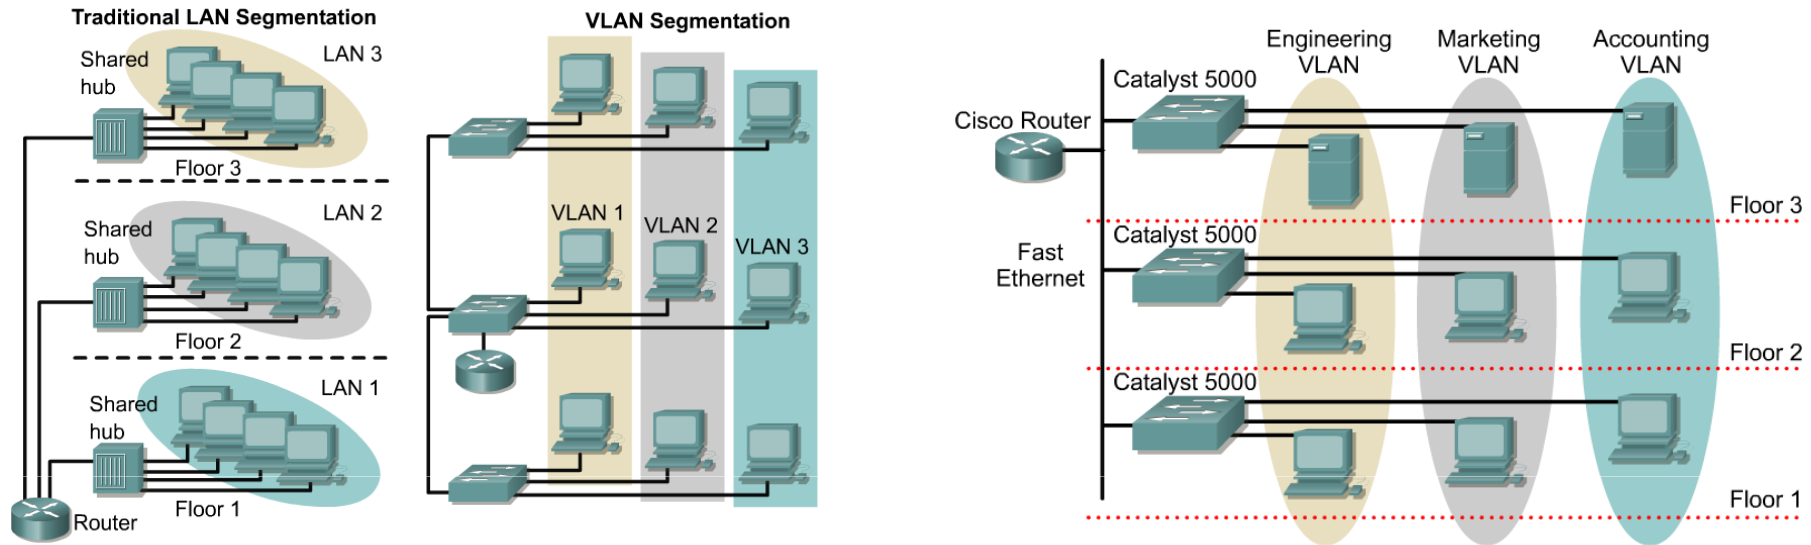 Traditional LAN Segmentation
LAN 3
Shared
hub
Floor 3
LAN 2
Shared
hub
Floor 2
LAN 1
Shared
hub
Floor 1
Router
VLAN Segmentation
VLAN 1
VLAN 2
VLAN 3
Engineering
VLAN
Marketing
VLAN
Accounting
VLAN
Catalyst 5000
Cisco Router
Floor 3
Catalyst 5000
Fast
Ethernet
Floor 2
Catalyst 5000
Floor 1